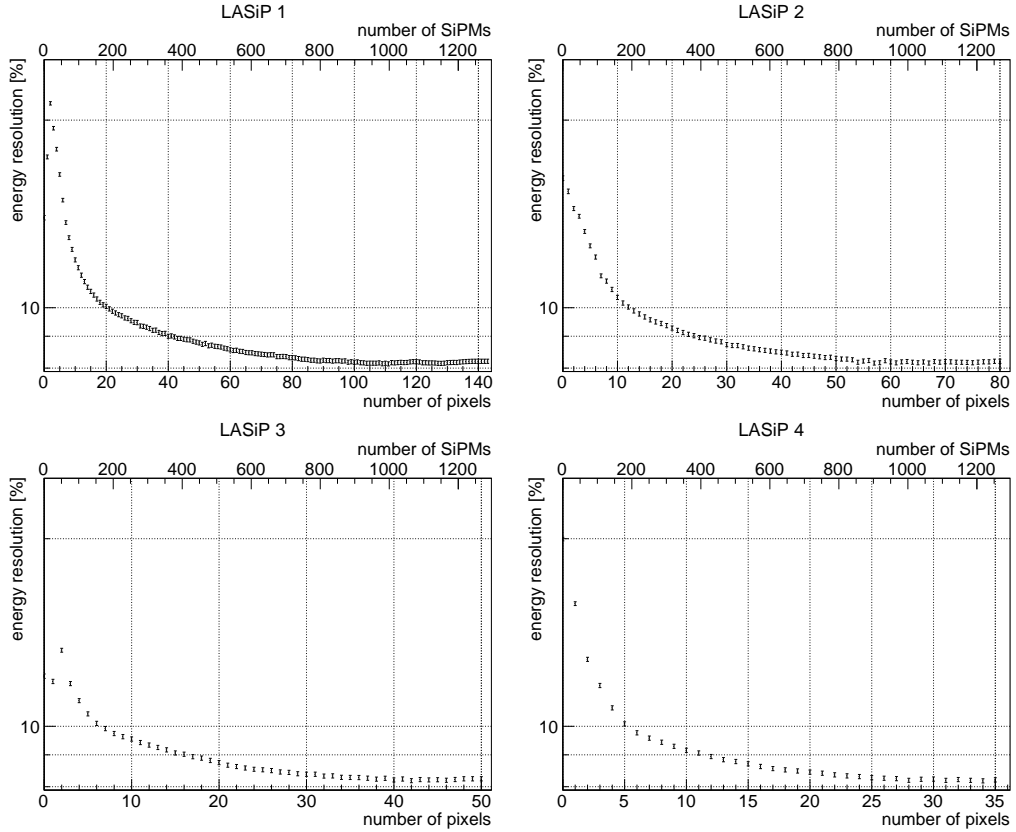 LASiP 1
number of SiPMs
0 200 400 600 800 1000 1200
energy resolution [%]
10
0 20 40 60 80 100 120 140
number of pixels
LASiP 2
number of SiPMs
0 200 400 600 800 1000 1200
energy resolution [%]
10
0 10 20 30 40 50 60 70 80
number of pixels
LASiP 3
number of SiPMs
0 200 400 600 800 1000 1200
energy resolution [%]
10
0 10 20 30 40 50
number of pixels
LASiP 4
number of SiPMs
0 200 400 600 800 1000 1200
energy resolution [%]
10
0 5 10 15 20 25 30 35
number of pixels